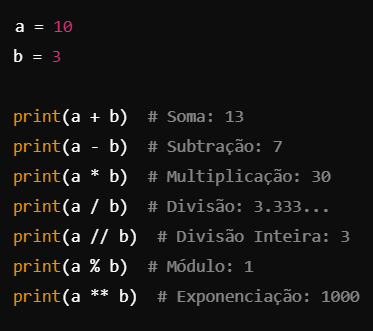 a = 10
b = 3
print(a + b)  # Soma: 13
print(a - b)  # Subtração: 7
print(a * b)  # Multiplicação: 30
print(a / b)  # Divisão: 3.333...
print(a // b)  # Divisão Inteira: 3
print(a % b)  # Módulo: 1
print(a ** b)  # Exponenciação: 1000